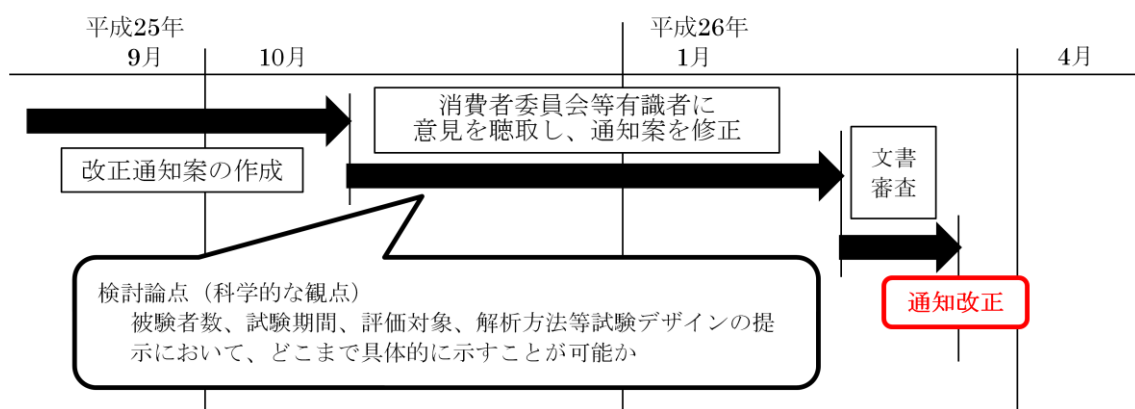 平成25年
平成26年
9月
10月
1月
4月
消費者委員会等有識者に
意見を聴取し、通知案を修正
改正通知案の作成
文書
審査
検討論点（科学的な観点）
被験者数、試験期間、評価対象、解析方法等試験デザインの提
示において、どこまで具体的に示すことが可能か
通知改正